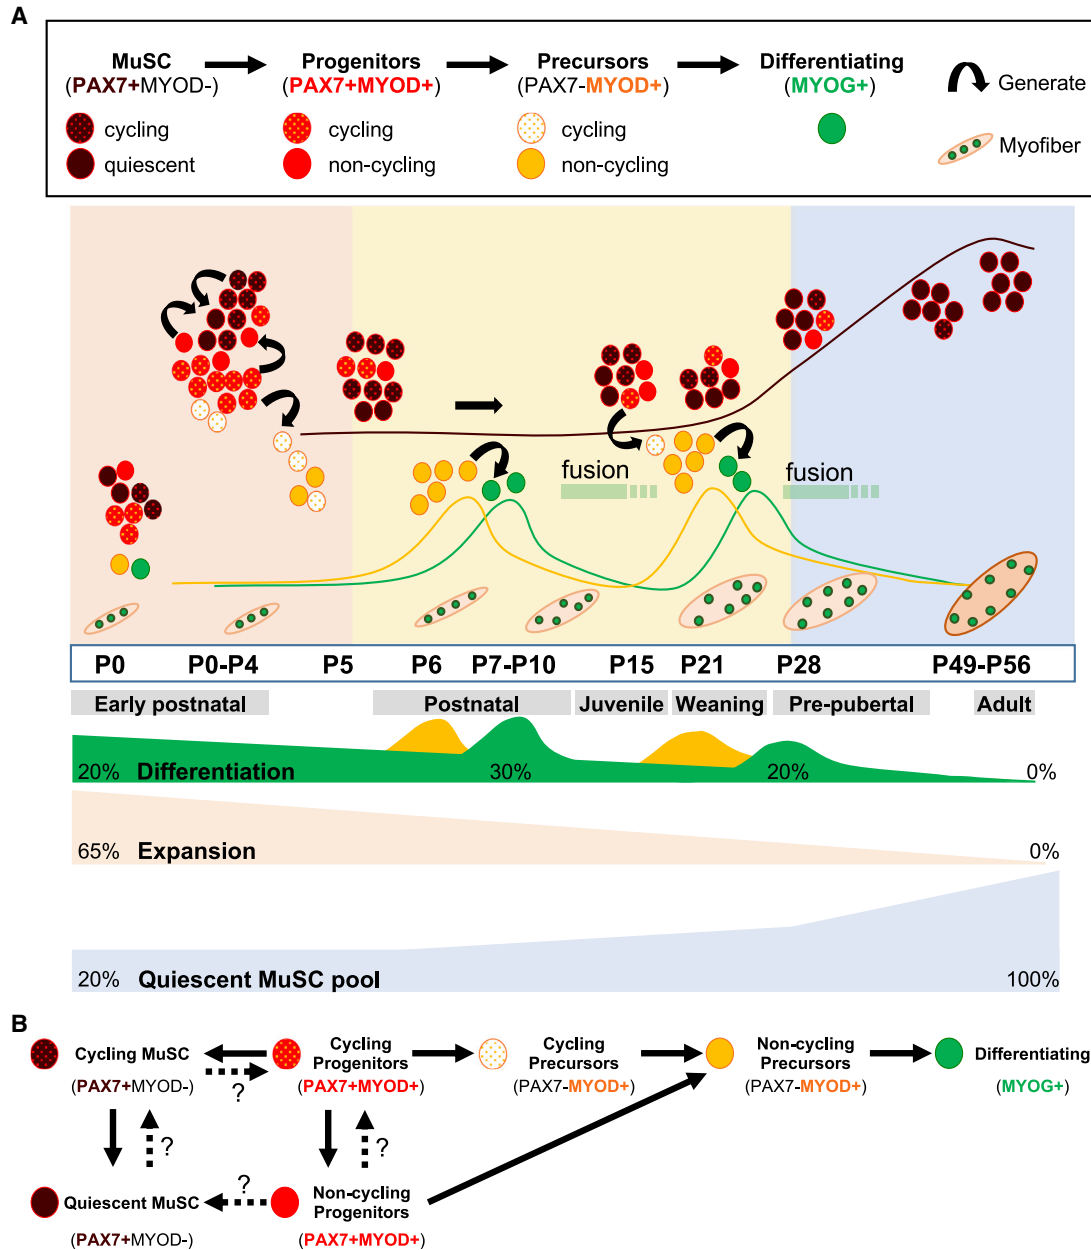 A
MuSC
(PAX7+MYOD-)
Progenitors
(PAX7+MYOD+)
Precursors
(PAX7-MYOD+)
Differentiating
(MYOG+)
Generate
cycling
cycling
cycling
quiescent
non-cycling
non-cycling
Myofiber
fusion
fusion
P0
P0-P4
P5
P6
P7-P10
P15
P21
P28
P49-P56
Early postnatal
Postnatal
Juvenile
Weaning
Pre-pubertal
Adult
20%
Differentiation
30%
20%
0%
65%
Expansion
0%
20%
Quiescent MuSC pool
100%
B
Cycling MuSC
(PAX7+MYOD-)
?
Cycling
Progenitors
(PAX7+MYOD+)
Cycling
Precursors
(PAX7-MYOD+)
Non-cycling
Precursors
(PAX7-MYOD+)
Differentiating
(MYOG+)
?
?
?
Quiescent MuSC
(PAX7+MYOD-)
Non-cycling
Progenitors
(PAX7+MYOD+)